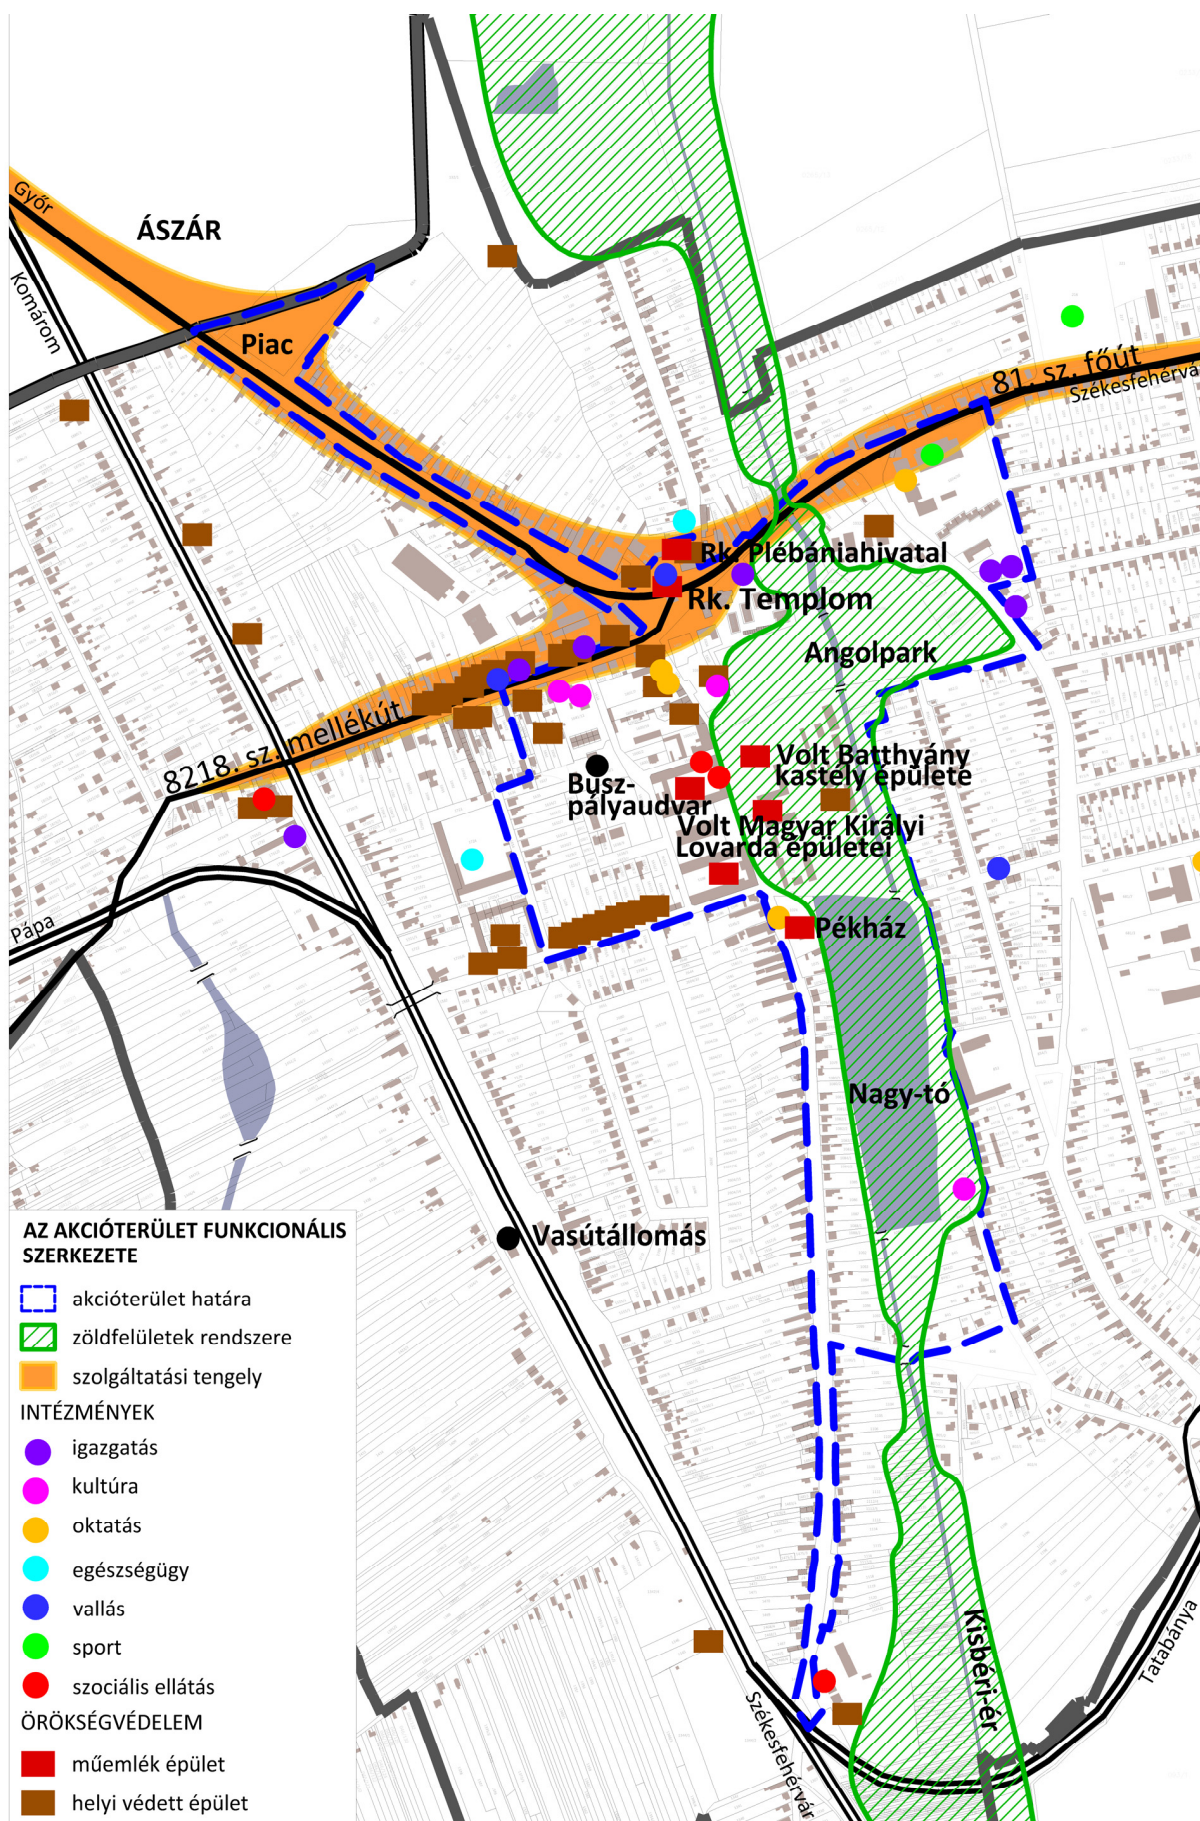 Győr
ÁSZÁR
Komárom
Piac
81. sz. főút
Székesfehérvá
Rk. Plébániahivatal
Rk. Templom
Angolpark
8218. sz. mellékút
Volt Batthyány
kastély épülete
Busz-
pályaudvar
Volt Magyar Királyi
Lovarda épületei
Pápa
Pékház
Nagy-tó
Vasútállomás
Kisbéri-ér
Tatabánya
Székesfehérvár
AZ AKCIÓTERÜLET FUNKCIONÁLIS
SZERKEZETE
akcióterület határa
zöldfelületek rendszere
szolgáltatási tengely
INTÉZMÉNYEK
igazgatás
kultúra
oktatás
egészségügy
vallás
sport
szociális ellátás
ÖRÖKSÉGVÉDELEM
műemlék épület
helyi védett épület